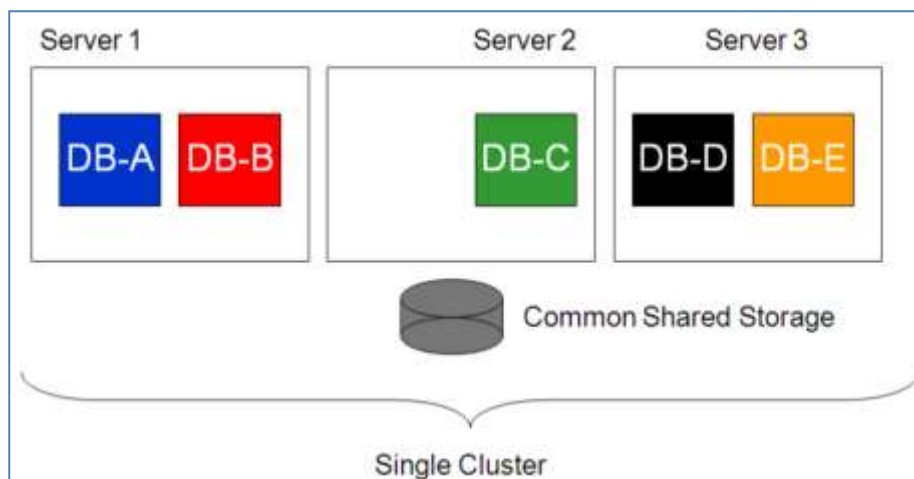 Server 1 Server 2 Server 3
DB-A DB-B DB-C DB-D DB-E
Common Shared Storage
Single Cluster